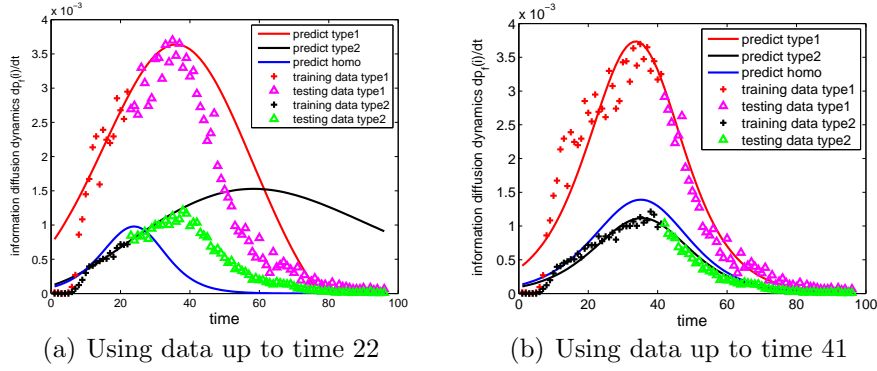 x 10⁻³
4
3.5
3
2.5
2
1.5
1
0.5
0
0 20 40 60 80 100
information diffusion dynamics dpₜ(i)/dt
time
predict type1
predict type2
predict homo
training data type1
testing data type1
training data type2
testing data type2
(a) Using data up to time 22
x 10⁻³
4
3.5
3
2.5
2
1.5
1
0.5
0
0 20 40 60 80 100
information diffusion dynamics dpₜ(i)/dt
time
predict type1
predict type2
predict homo
training data type1
testing data type1
training data type2
testing data type2
(b) Using data up to time 41